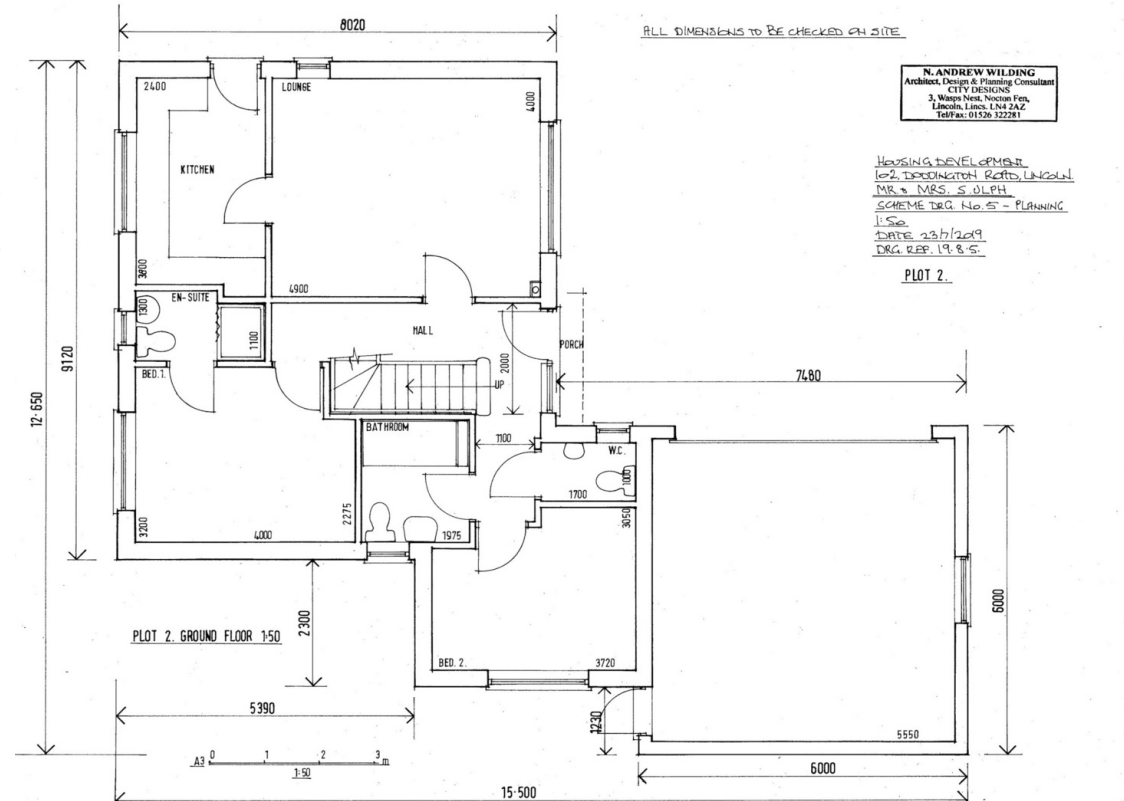 8020
ALL DIMENSIONS TO BE CHECKED ON SITE
N. ANDREW WILDING
Architect, Design & Planning Consultant
CITY DESIGNS
3, Wasps Nest, Nocton Fen,
Lincoln, Lincs. LN4 2AZ
Tel/Fax: 01526 322281
HOUSING DEVELOPMENT
102, DODDINGTON ROAD, LINCOLN.
MR & MRS. S. ULPH
SCHEME DRG. No. 5 - PLANNING
1:50
DATE 23/7/2019
DRG. REF. 19·8·5.
PLOT 2.
2400
LOUNGE
4000
KITCHEN
3800
4900
EN-SUITE
1300
1100
HALL
PORCH
2000
UP
7480
9120
12·650
BED.1.
BATHROOM
1100
W.C.
1000
1700
3200
4000
2275
1975
3050
6000
PLOT 2. GROUND FLOOR 1:50
2300
BED. 2.
3720
5390
1230
5550
A3 0 1 2 3 m
1:50
6000
15·500